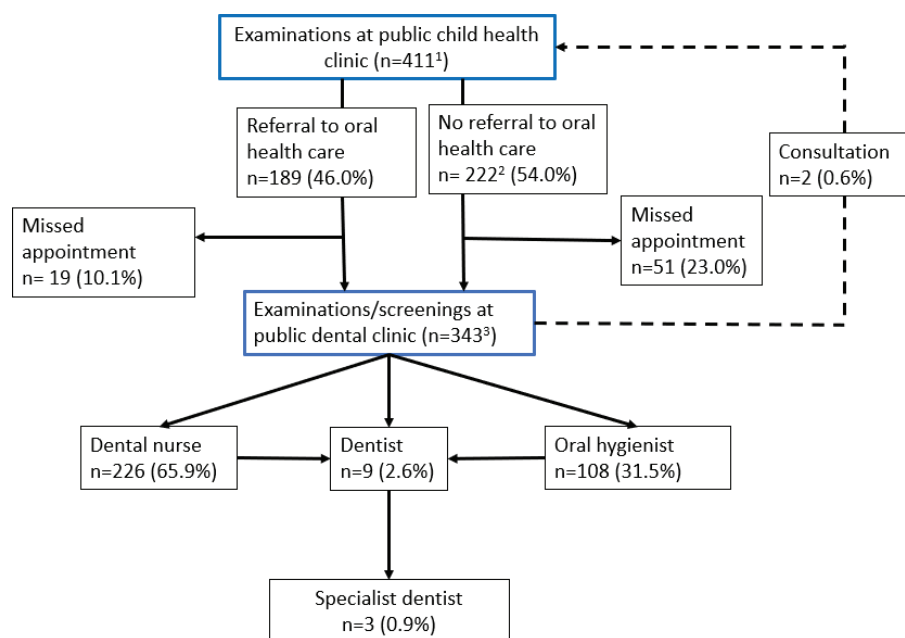 Examinations at public child health
clinic (n=411¹)
Referral to oral
health care
n=189 (46.0%)
No referral to oral
health care
n= 222² (54.0%)
Consultation
n=2 (0.6%)
Missed
appointment
n= 19 (10.1%)
Missed
appointment
n=51 (23.0%)
Examinations/screenings at
public dental clinic (n=343³)
Dental nurse
n=226 (65.9%)
Dentist
n=9 (2.6%)
Oral hygienist
n=108 (31.5%)
Specialist dentist
n=3 (0.9%)